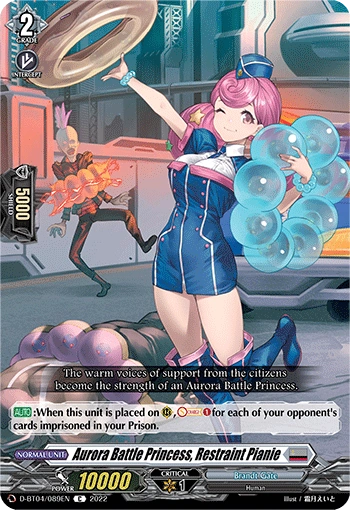 2
GRADE
INTERCEPT
5000
SHIELD
The warm voices of support from the citizens
become the strength of an Aurora Battle Princess.
AUTO:When this unit is placed on R, 1 for each of your opponent's
cards imprisoned in your Prison.
NORMAL UNIT
Aurora Battle Princess, Restraint Pianie
POWER 10000
CRITICAL
1
Brandt Gate
Human
D-BT04/089EN C 2022
Illust / 霜月えいと